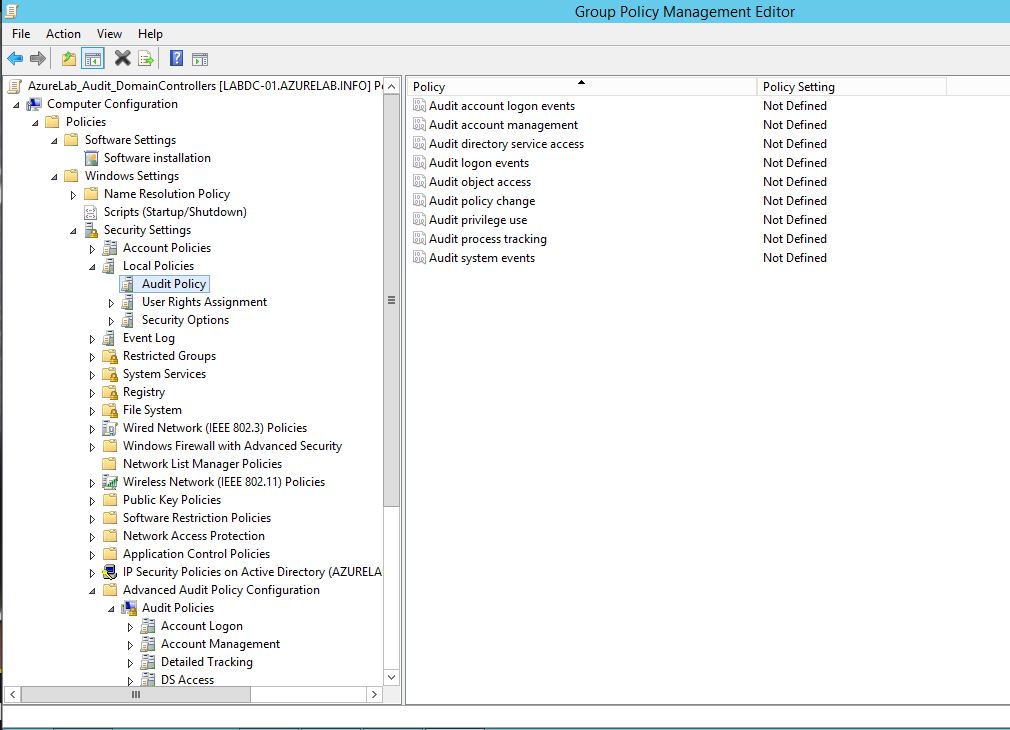 Group Policy Management Editor
File Action View Help
AzureLab_Audit_DomainControllers [LABDC-01.AZURELAB.INFO]
Computer Configuration
Policies
Software Settings
Software installation
Windows Settings
Name Resolution Policy
Scripts (Startup/Shutdown)
Security Settings
Account Policies
Local Policies
Audit Policy
User Rights Assignment
Security Options
Event Log
Restricted Groups
System Services
Registry
File System
Wired Network (IEEE 802.3) Policies
Windows Firewall with Advanced Security
Network List Manager Policies
Wireless Network (IEEE 802.11) Policies
Public Key Policies
Software Restriction Policies
Network Access Protection
Application Control Policies
IP Security Policies on Active Directory (AZURELA
Advanced Audit Policy Configuration
Audit Policies
Account Logon
Account Management
Detailed Tracking
DS Access
Policy Policy Setting
Audit account logon events Not Defined
Audit account management Not Defined
Audit directory service access Not Defined
Audit logon events Not Defined
Audit object access Not Defined
Audit policy change Not Defined
Audit privilege use Not Defined
Audit process tracking Not Defined
Audit system events Not Defined